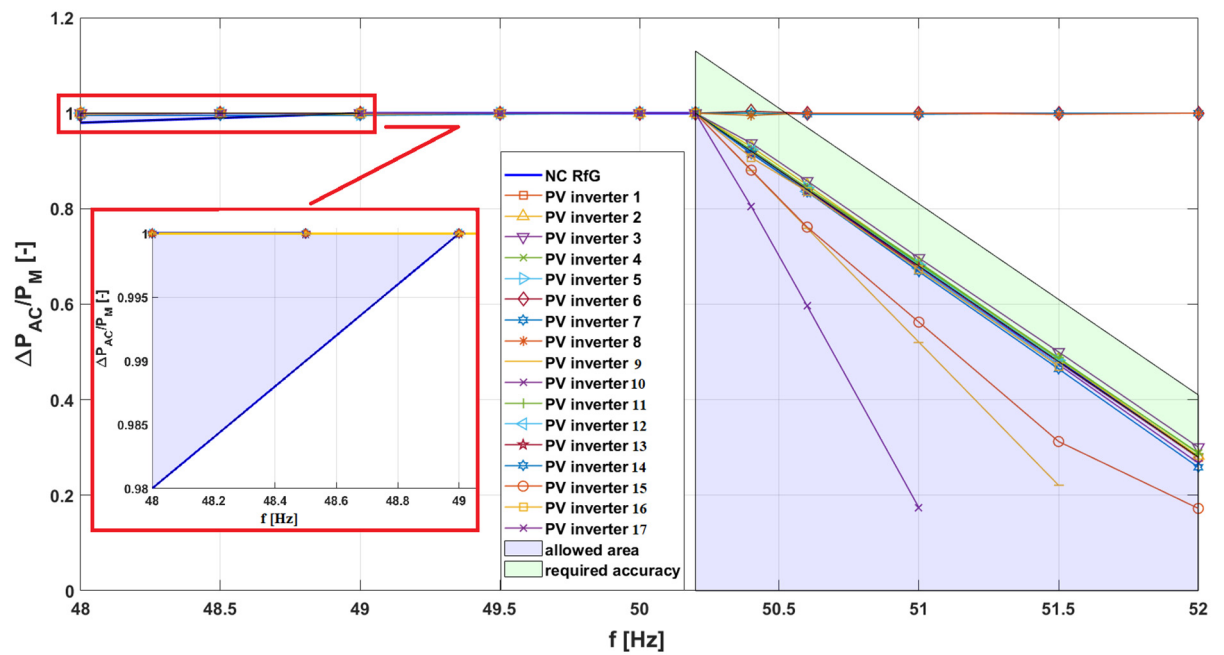 1.2
1
0.8
0.6
0.4
0.2
0
ΔP_AC/P_M [-]
48
48.5
49
49.5
50
50.5
51
51.5
52
f [Hz]
1
0.995
0.99
0.985
0.98
ΔP_AC/P_M [-]
48
48.2
48.4
48.6
48.8
49
f [Hz]
NC RfG
PV inverter 1
PV inverter 2
PV inverter 3
PV inverter 4
PV inverter 5
PV inverter 6
PV inverter 7
PV inverter 8
PV inverter 9
PV inverter 10
PV inverter 11
PV inverter 12
PV inverter 13
PV inverter 14
PV inverter 15
PV inverter 16
PV inverter 17
allowed area
required accuracy